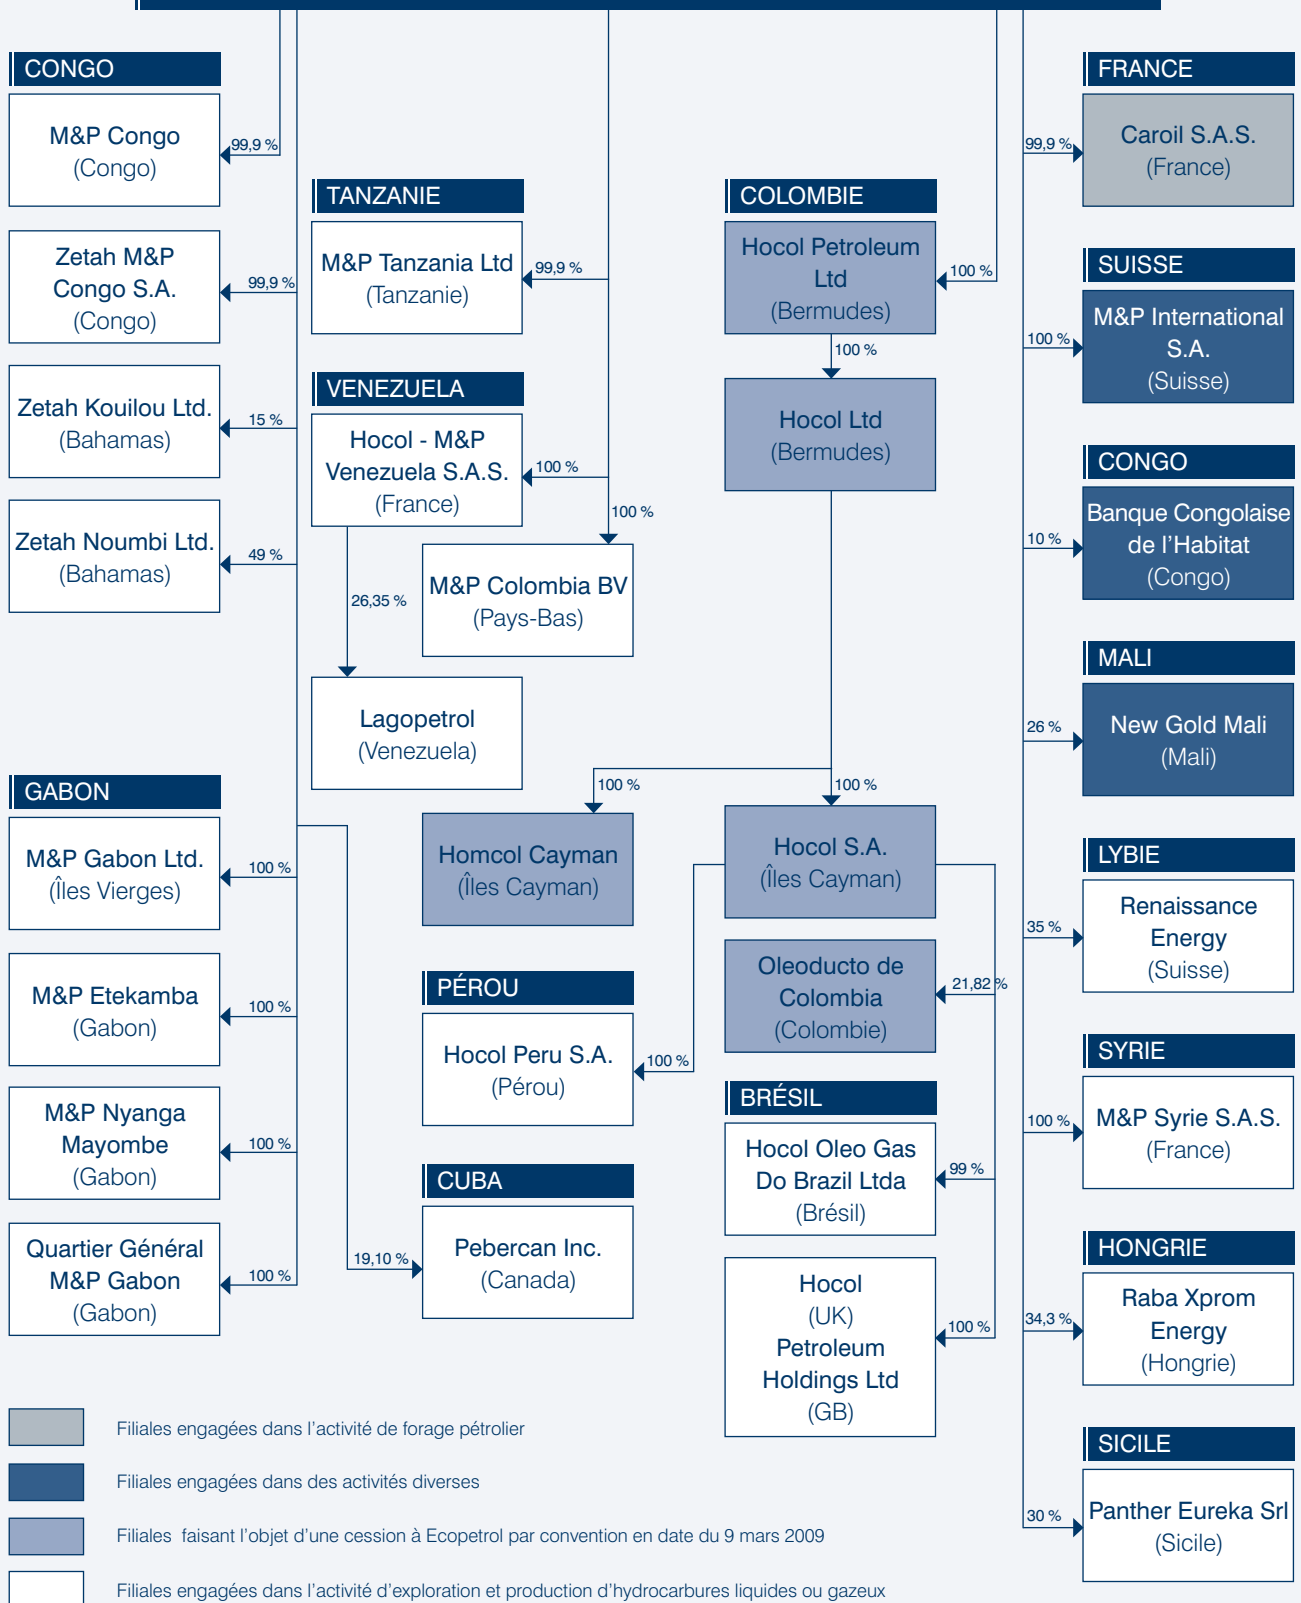 CONGO
M&P Congo
(Congo)
99,9 %
Zetah M&P
Congo S.A.
(Congo)
99,9 %
Zetah Kouilou Ltd.
(Bahamas)
15 %
Zetah Noumbi Ltd.
(Bahamas)
49 %
GABON
M&P Gabon Ltd.
(Îles Vierges)
100 %
M&P Etekamba
(Gabon)
100 %
M&P Nyanga
Mayombe
(Gabon)
100 %
Quartier Général
M&P Gabon
(Gabon)
100 %
TANZANIE
M&P Tanzania Ltd
(Tanzanie)
99,9 %
VENEZUELA
Hocol - M&P
Venezuela S.A.S.
(France)
100 %
100 %
M&P Colombia BV
(Pays-Bas)
26,35 %
Lagopetrol
(Venezuela)
COLOMBIE
Hocol Petroleum
Ltd
(Bermudes)
100 %
100 %
Hocol Ltd
(Bermudes)
100 %
100 %
Homcol Cayman
(Îles Cayman)
Hocol S.A.
(Îles Cayman)
Oleoducto de
Colombia
(Colombie)
21,82 %
PÉROU
Hocol Peru S.A.
(Pérou)
100 %
BRÉSIL
Hocol Oleo Gas
Do Brazil Ltda
(Brésil)
99 %
Hocol
(UK)
Petroleum
Holdings Ltd
(GB)
100 %
CUBA
Pebercan Inc.
(Canada)
19,10 %
FRANCE
Caroil S.A.S.
(France)
99,9 %
SUISSE
M&P International
S.A.
(Suisse)
100 %
CONGO
Banque Congolaise
de l'Habitat
(Congo)
10 %
MALI
New Gold Mali
(Mali)
26 %
LYBIE
Renaissance
Energy
(Suisse)
35 %
SYRIE
M&P Syrie S.A.S.
(France)
100 %
HONGRIE
Raba Xprom
Energy
(Hongrie)
34,3 %
SICILE
Panther Eureka Srl
(Sicile)
30 %
Filiales engagées dans l'activité de forage pétrolier
Filiales engagées dans des activités diverses
Filiales faisant l'objet d'une cession à Ecopetrol par convention en date du 9 mars 2009
Filiales engagées dans l'activité d'exploration et production d'hydrocarbures liquides ou gazeux